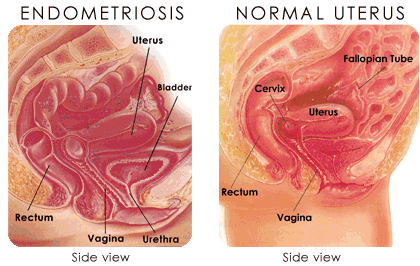 ENDOMETRIOSIS
Uterus
Bladder
Rectum
Vagina
Urethra
Side view
NORMAL UTERUS
Fallopian Tube
Cervix
Uterus
Rectum
Vagina
Side view